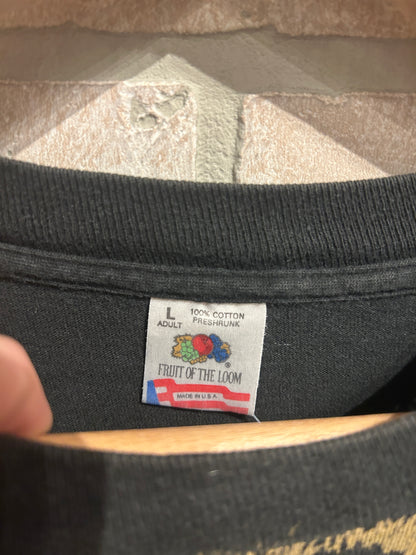 L
ADULT
100% COTTON
PRESHRUNK
®
FRUIT OF THE LOOM
MADE IN U.S.A.